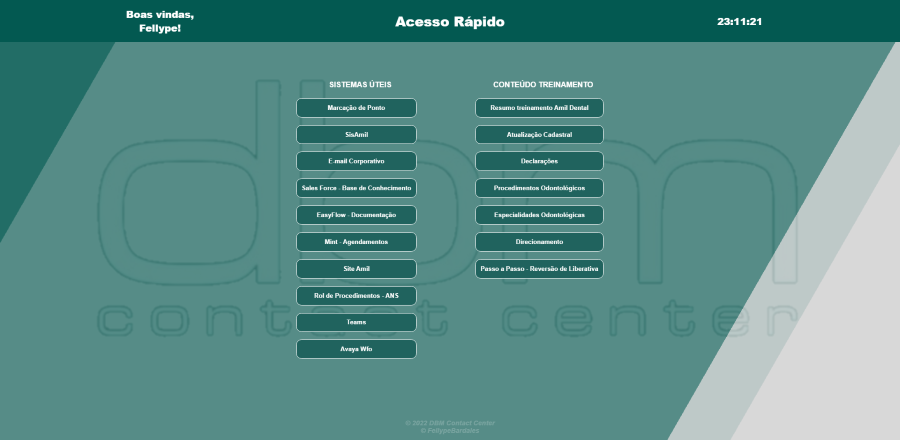 Boas vindas,
Fellype!
Acesso Rápido
23:11:21
SISTEMAS ÚTEIS
Marcação de Ponto
SisAmil
E-mail Corporativo
Sales Force - Base de Conhecimento
EasyFlow - Documentação
Mint - Agendamentos
Site Amil
Rol de Procedimentos - ANS
Teams
Avaya Wfo
CONTEÚDO TREINAMENTO
Resumo treinamento Amil Dental
Atualização Cadastral
Declarações
Procedimentos Odontológicos
Especialidades Odontológicas
Direcionamento
Passo a Passo - Reversão de Liberativa
dbm
contact center
© 2023 DBM Contact Center